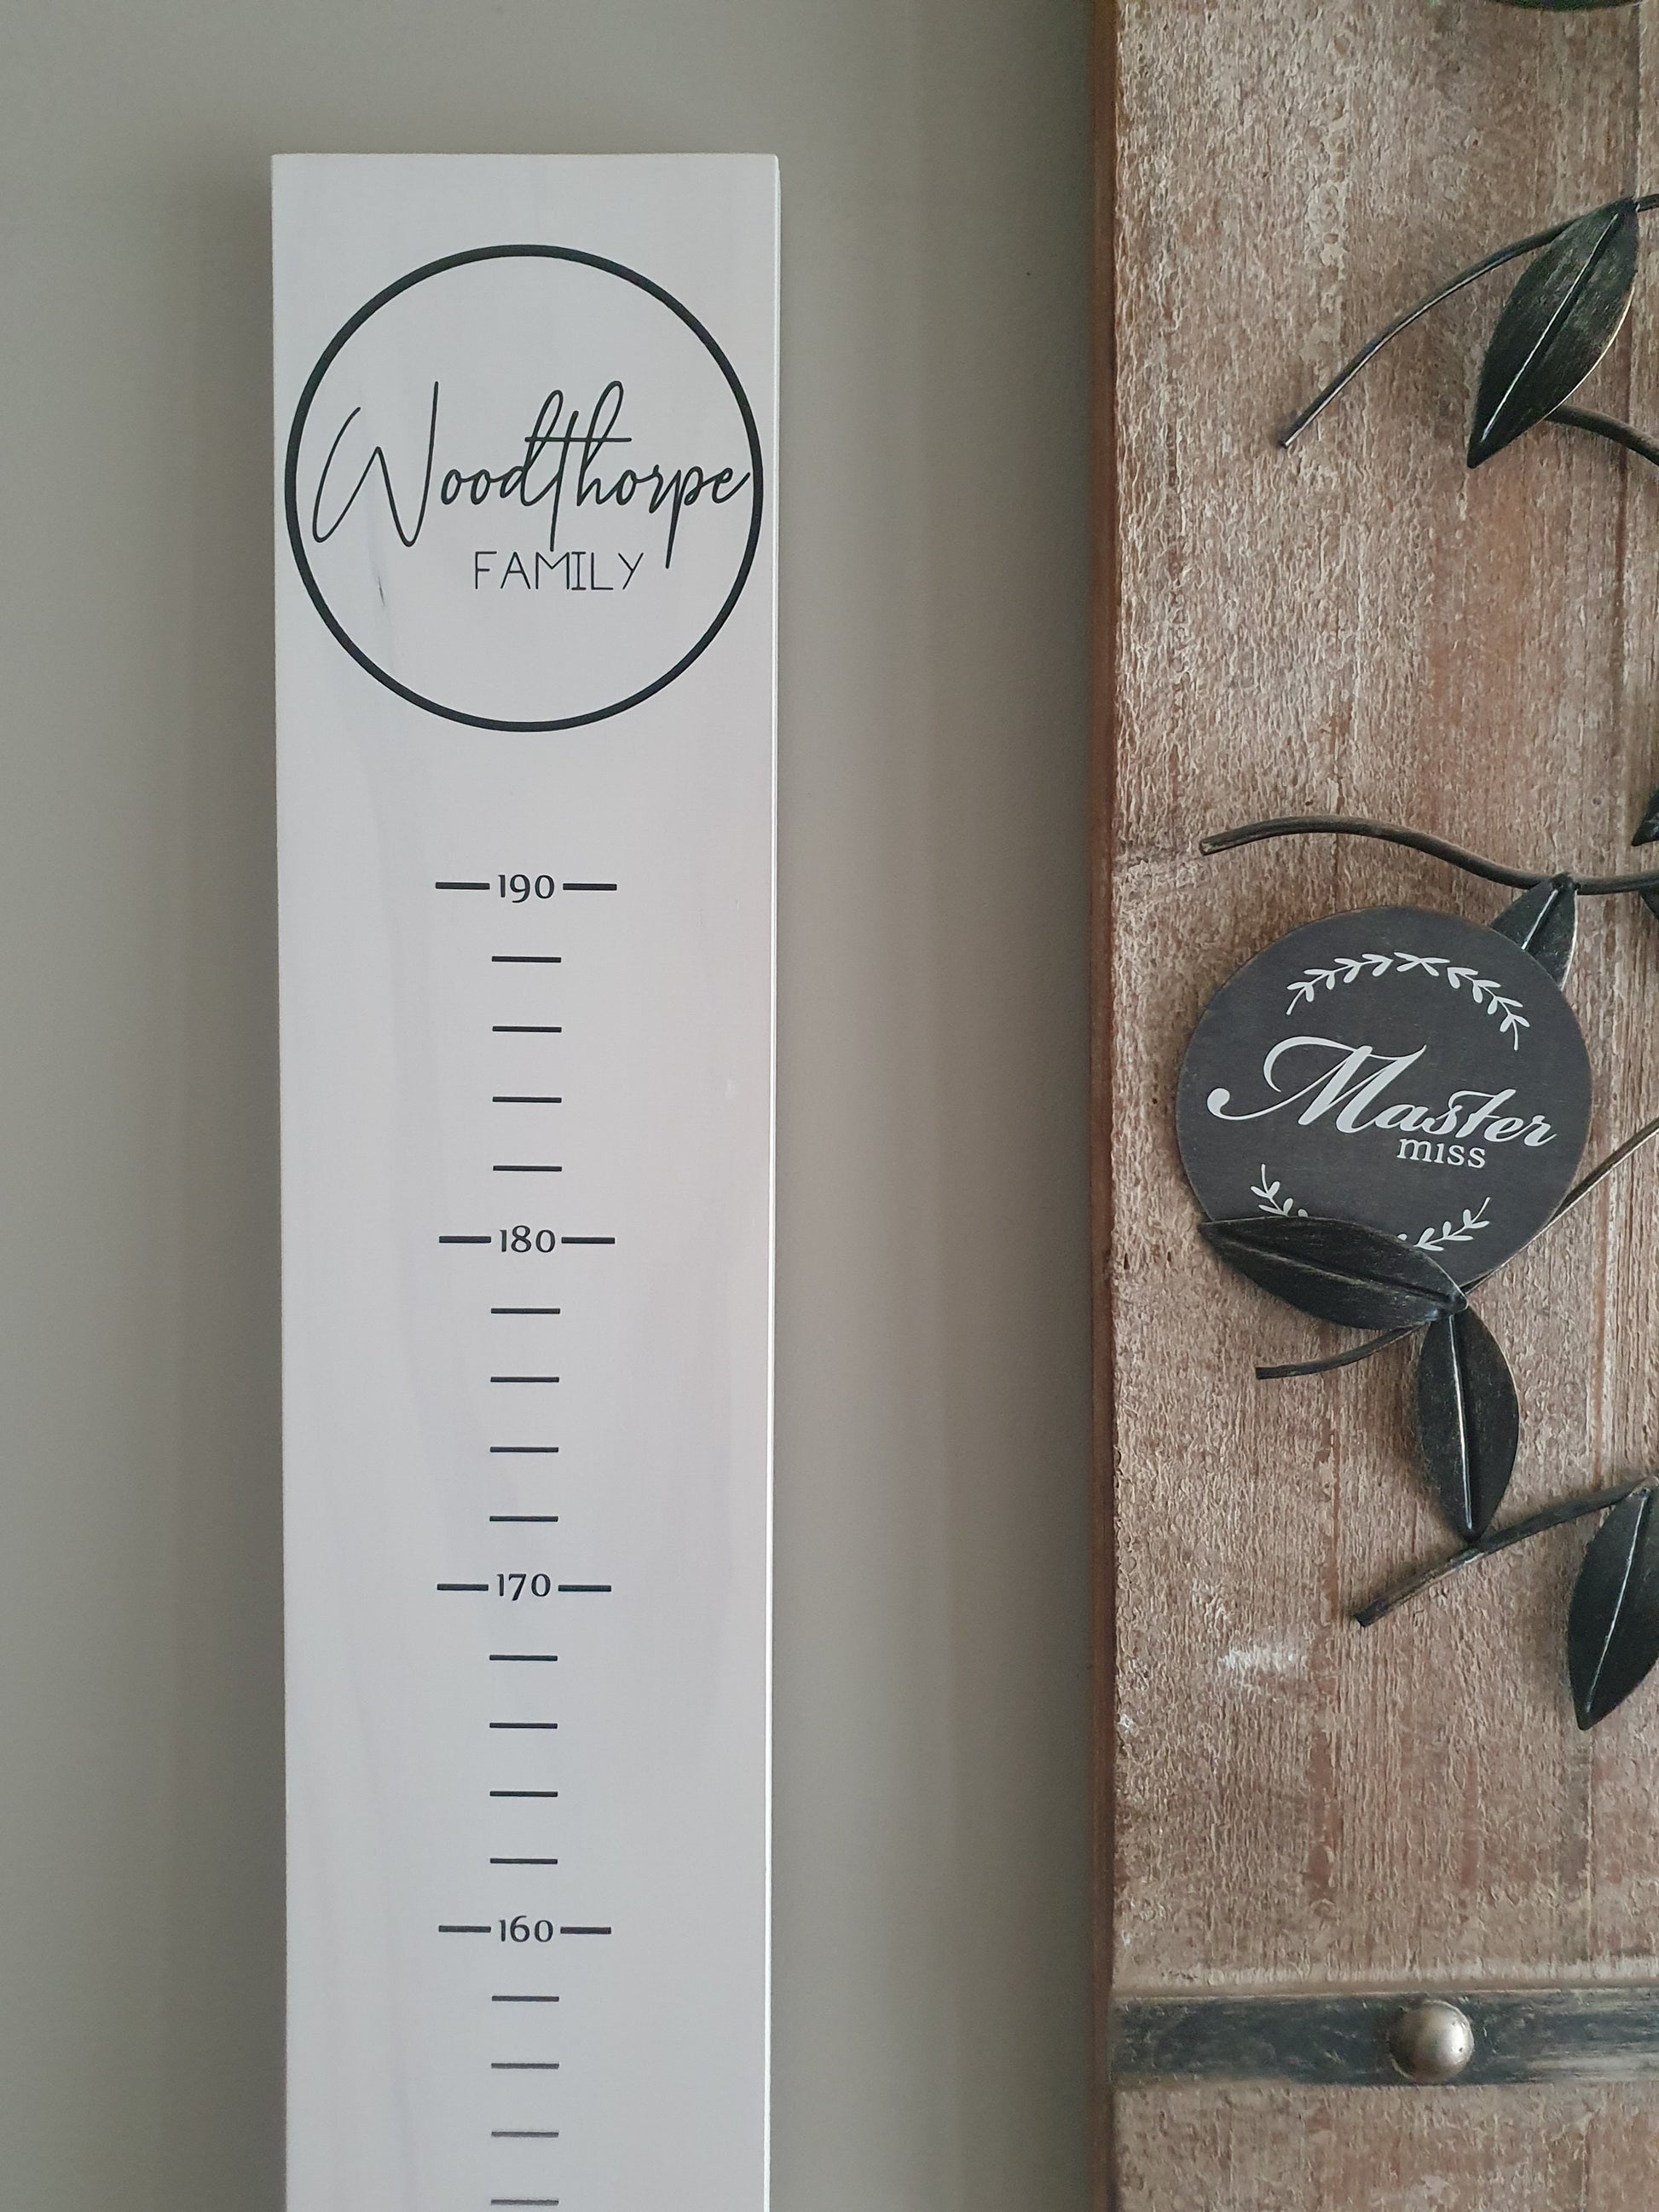 Woodthorpe
FAMILY
190
180
170
160
Master
miss